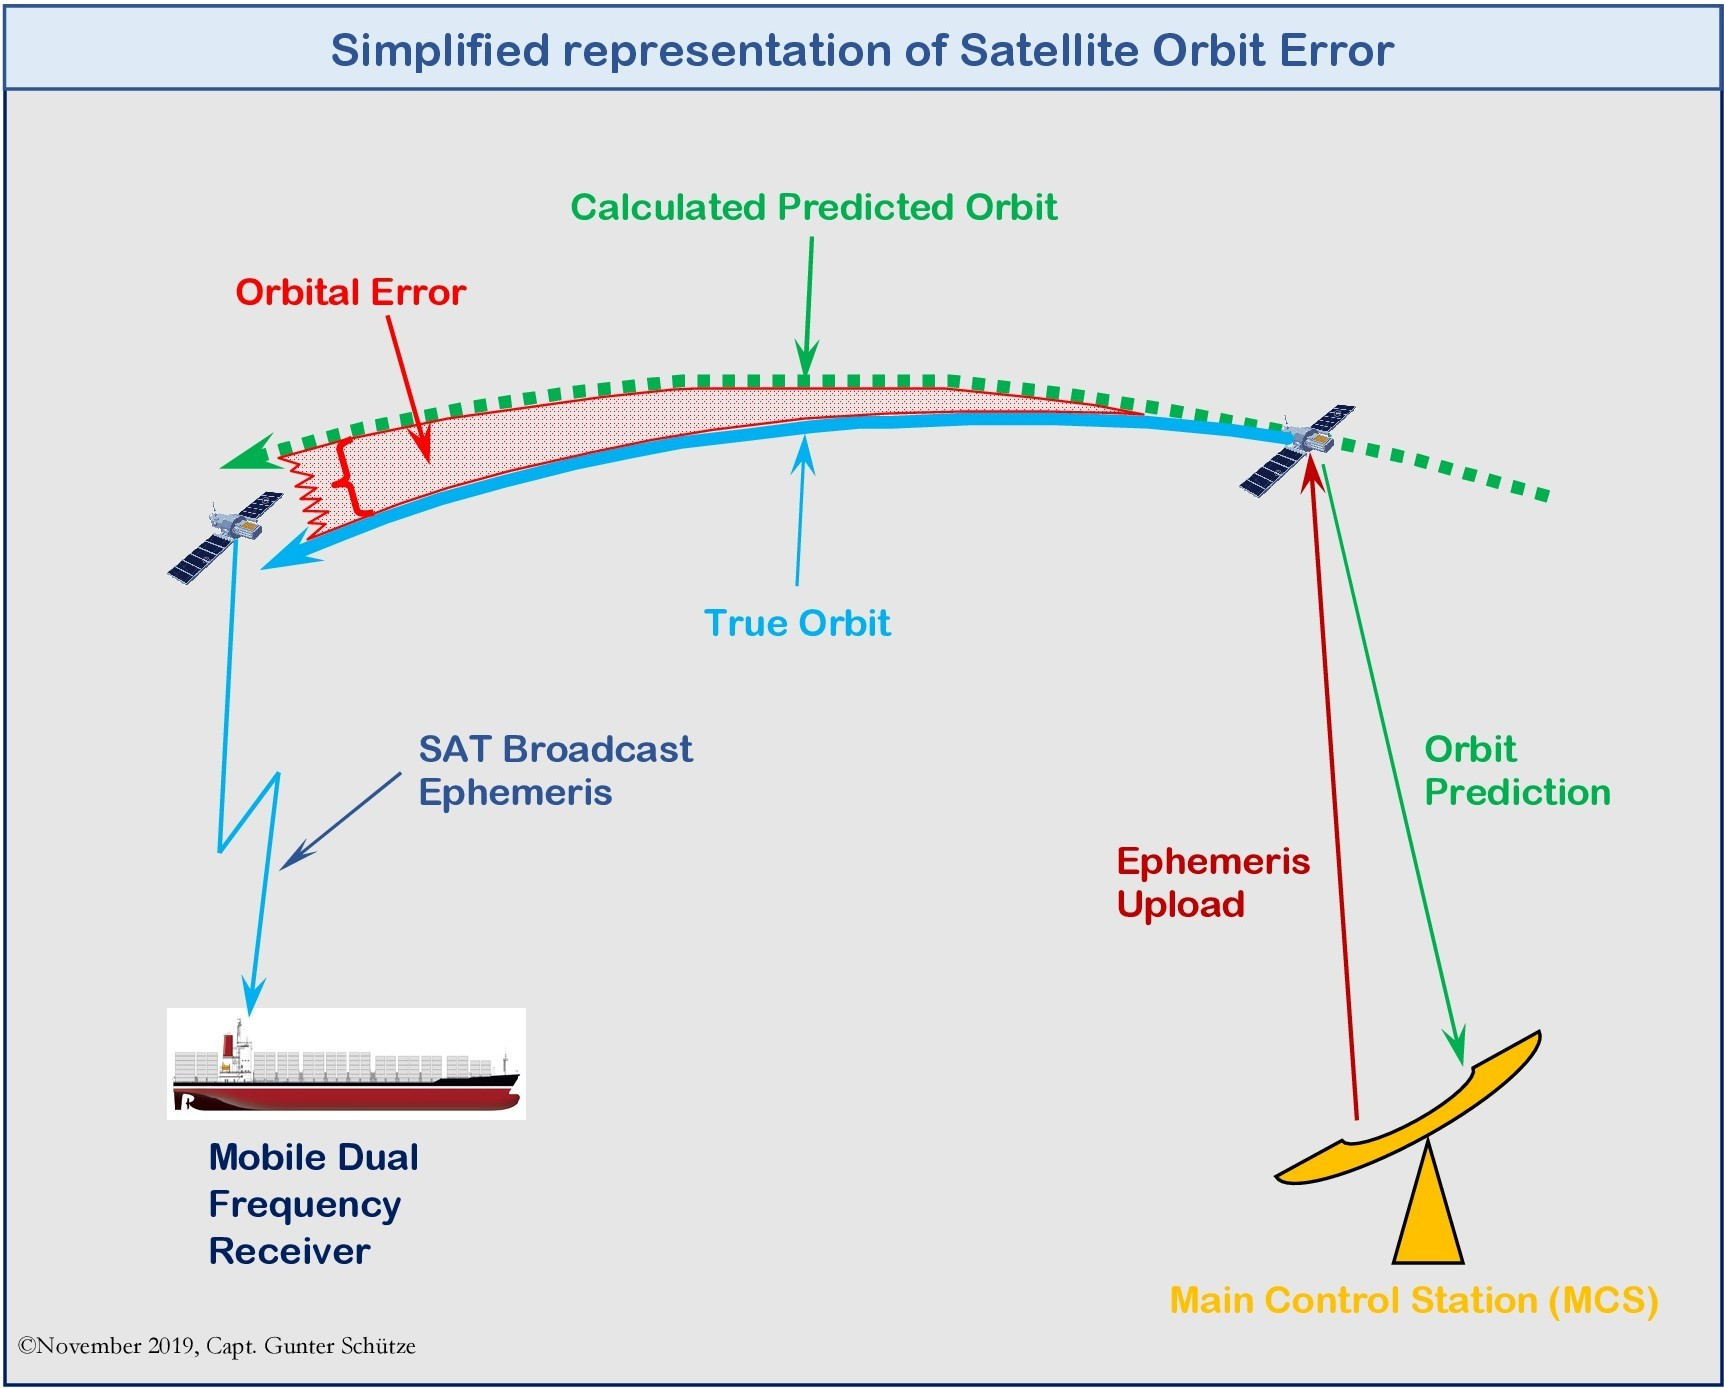 Simplified representation of Satellite Orbit Error
Calculated Predicted Orbit
Orbital Error
True Orbit
SAT Broadcast
Ephemeris
Orbit
Prediction
Ephemeris
Upload
Mobile Dual
Frequency
Receiver
Main Control Station (MCS)
©November 2019, Capt. Gunter Schütze